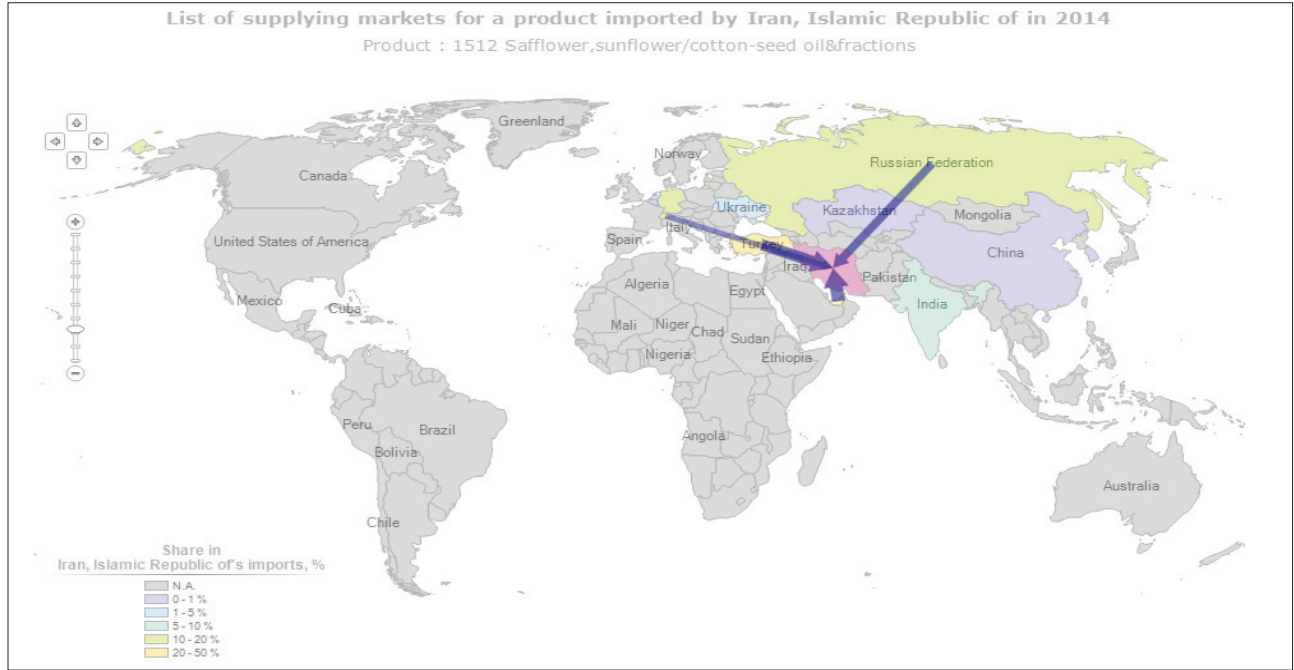 List of supplying markets for a product imported by Iran, Islamic Republic of in 2014
Product : 1512 Safflower,sunflower/cotton-seed oil&fractions
Greenland
Norway
Russian Federation
Canada
Ukraine
Kazakhstan
Mongolia
United States of America
Spain
Italy
Turkey
China
Iraq
Pakistan
Algeria
Egypt
Mexico
Cuba
India
Mali
Niger
Chad
Sudan
Nigeria
Ethiopia
Peru
Brazil
Angola
Bolivia
Australia
Chile
Share in
Iran, Islamic Republic of's imports, %
N.A.
0 - 1 %
1 - 5 %
5 - 10 %
10 - 20 %
20 - 50 %